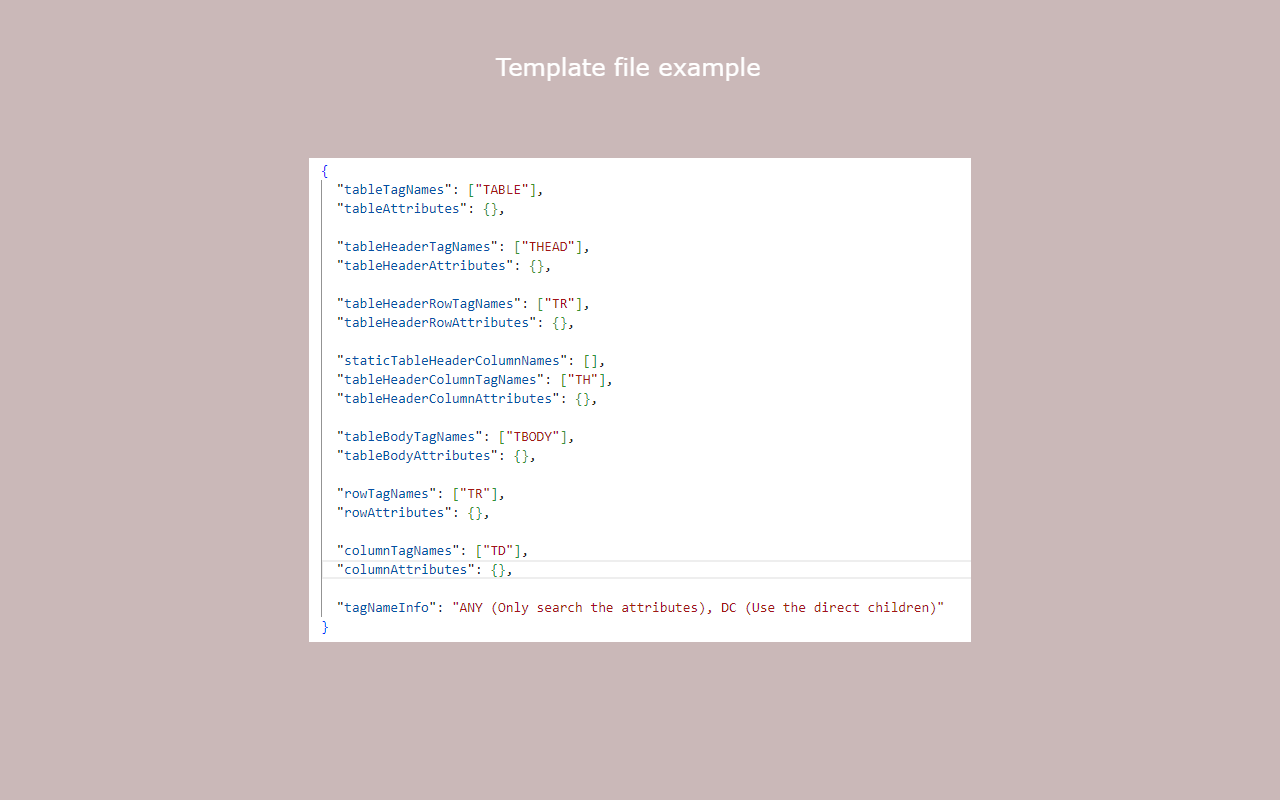 Template file example
{
"tableTagNames": ["TABLE"],
"tableAttributes": {},
"tableHeaderTagNames": ["THEAD"],
"tableHeaderAttributes": {},
"tableHeaderRowTagNames": ["TR"],
"tableHeaderRowAttributes": {},
"staticTableHeaderColumnNames": [],
"tableHeaderColumnTagNames": ["TH"],
"tableHeaderColumnAttributes": {},
"tableBodyTagNames": ["TBODY"],
"tableBodyAttributes": {},
"rowTagNames": ["TR"],
"rowAttributes": {},
"columnTagNames": ["TD"],
"columnAttributes": {},
"tagNameInfo": "ANY (Only search the attributes), DC (Use the direct children)"
}